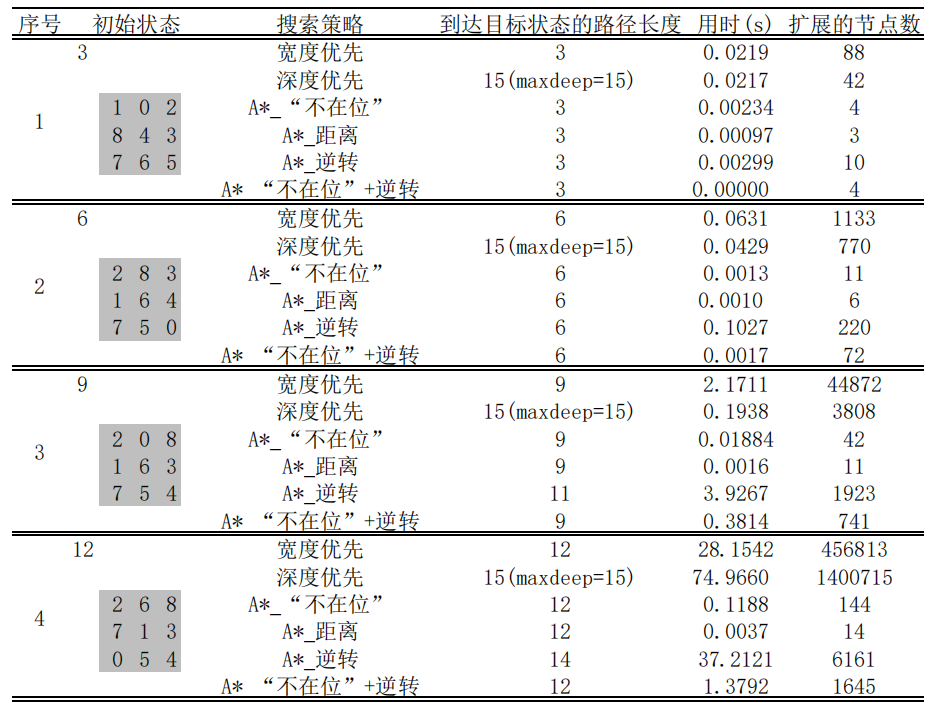 序号 初始状态 搜索策略 到达目标状态的路径长度 用时(s) 扩展的节点数
3 宽度优先 3 0.0219 88
深度优先 15(maxdeep=15) 0.0217 42
1 0 2 A*_“不在位” 3 0.00234 4
1 8 4 3 A*_距离 3 0.00097 3
7 6 5 A*_逆转 3 0.00299 10
A* “不在位”+逆转 3 0.00000 4
6 宽度优先 6 0.0631 1133
深度优先 15(maxdeep=15) 0.0429 770
2 8 3 A*_“不在位” 6 0.0013 11
2 1 6 4 A*_距离 6 0.0010 6
7 5 0 A*_逆转 6 0.1027 220
A* “不在位”+逆转 6 0.0017 72
9 宽度优先 9 2.1711 44872
深度优先 15(maxdeep=15) 0.1938 3808
2 0 8 A*_“不在位” 9 0.01884 42
3 1 6 3 A*_距离 9 0.0016 11
7 5 4 A*_逆转 11 3.9267 1923
A* “不在位”+逆转 9 0.3814 741
12 宽度优先 12 28.1542 456813
深度优先 15(maxdeep=15) 74.9660 1400715
2 6 8 A*_“不在位” 12 0.1188 144
4 7 1 3 A*_距离 12 0.0037 14
0 5 4 A*_逆转 14 37.2121 6161
A* “不在位”+逆转 12 1.3792 1645